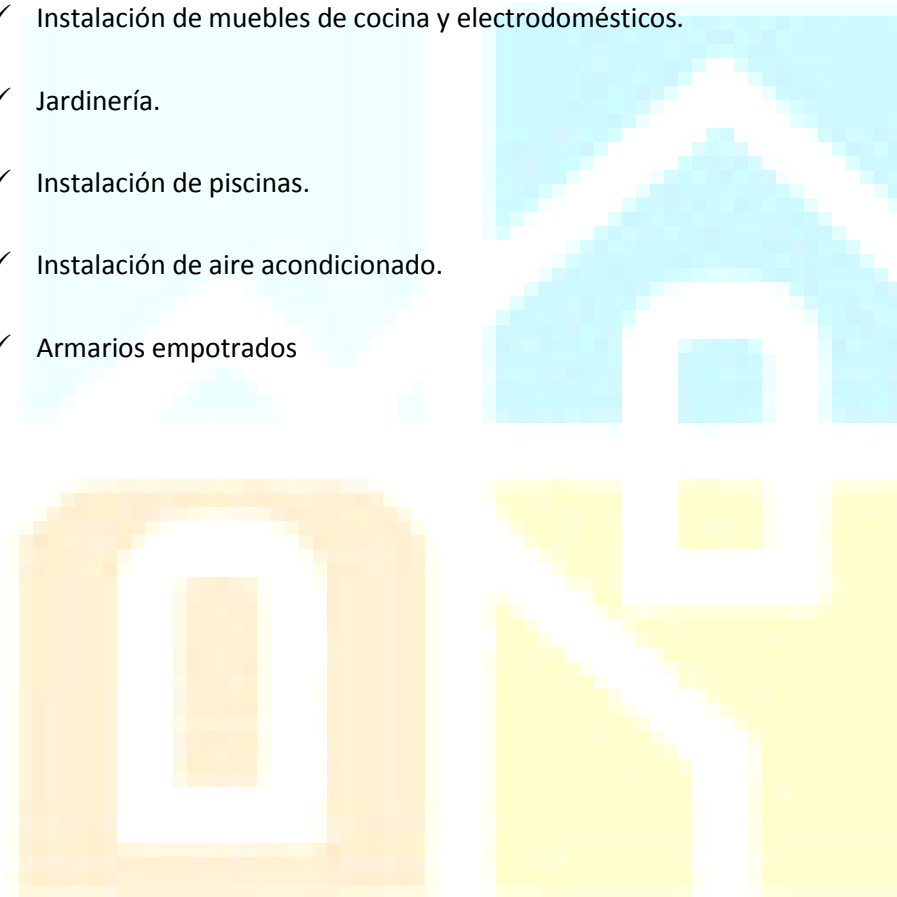 ✓ Instalación de muebles de cocina y electrodomésticos.
✓ Jardinería.
✓ Instalación de piscinas.
✓ Instalación de aire acondicionado.
✓ Armarios empotrados